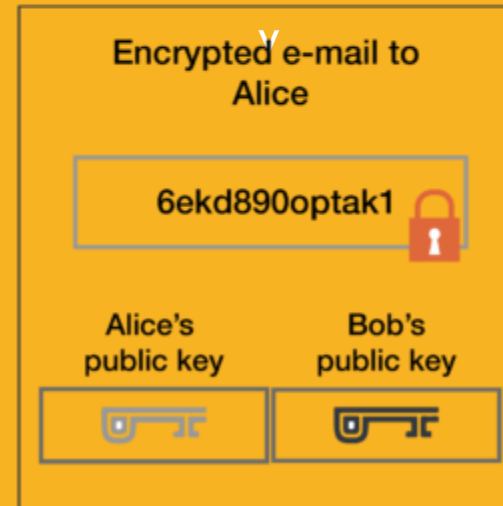 Y
Encrypted e-mail to
Alice
6ekd890optak1
Alice's Bob's
public key public key